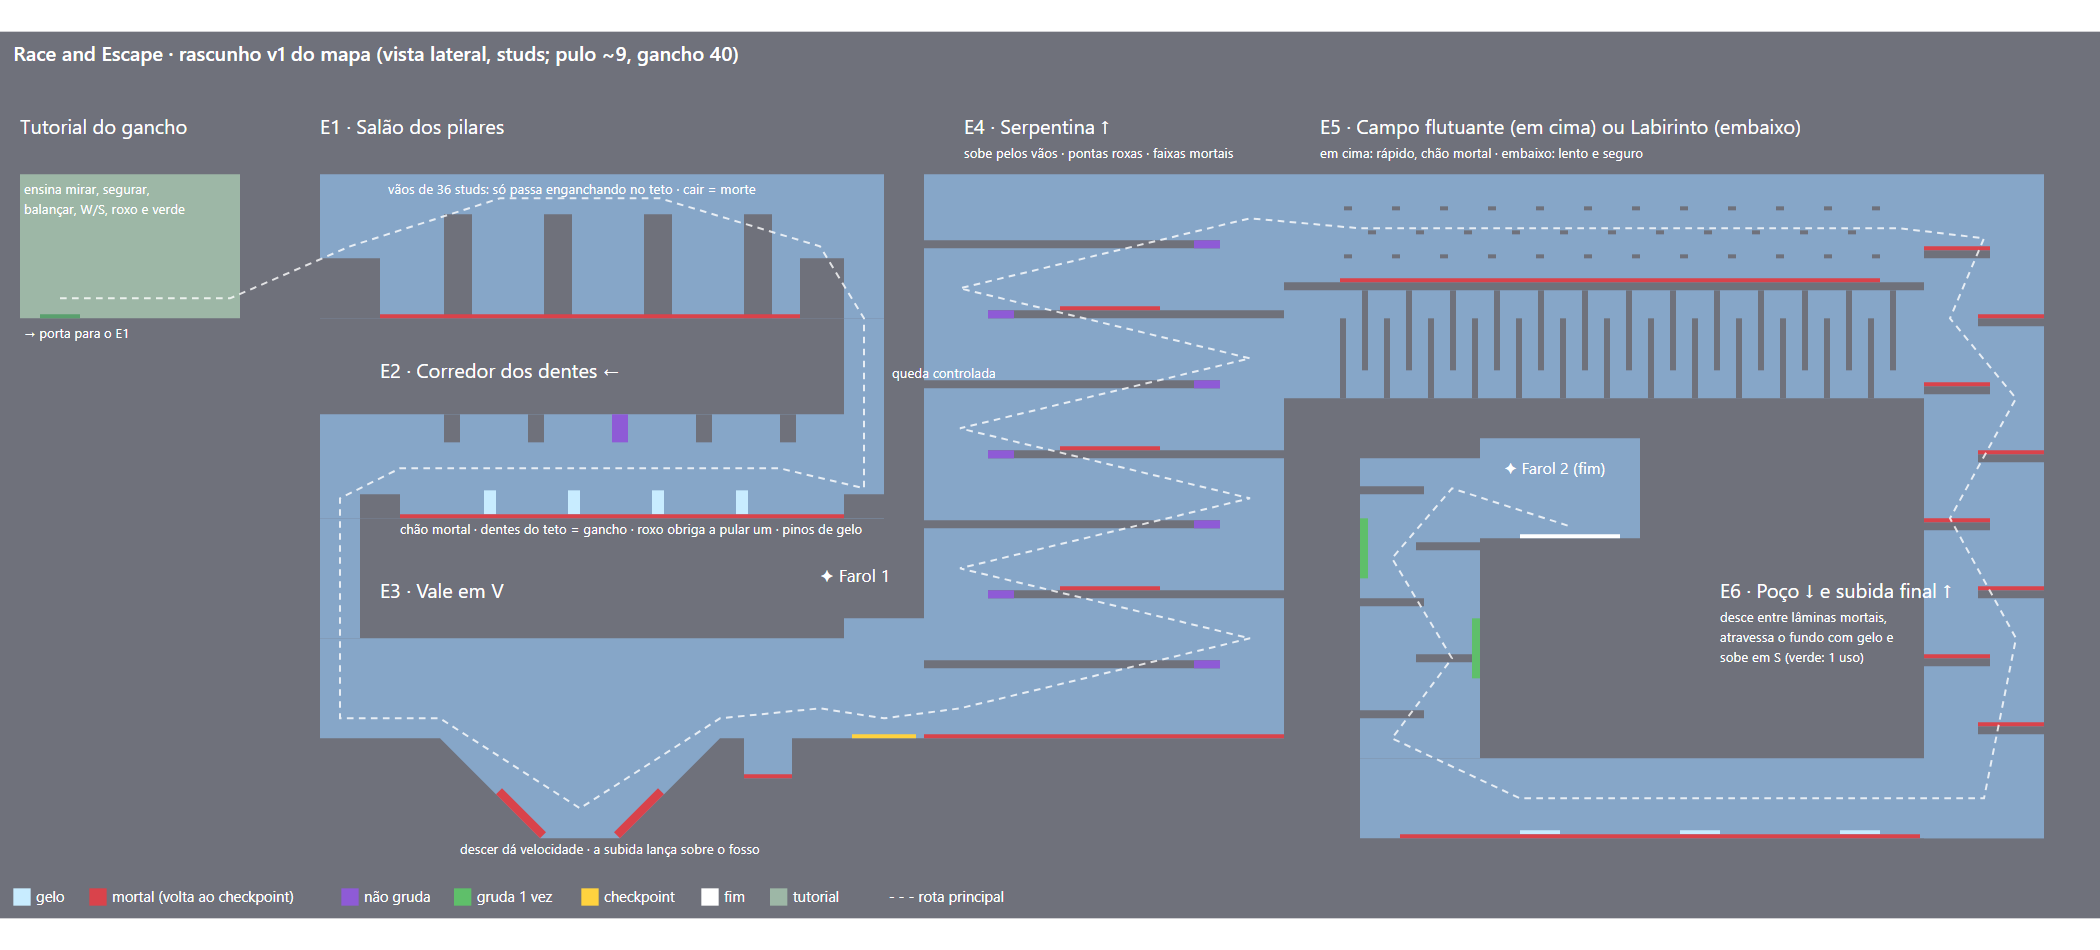 Race and Escape · rascunho v1 do mapa (vista lateral, studs; pulo ~9, gancho 40)
Tutorial do gancho
E1 · Salão dos pilares
E4 · Serpentina ↑
sobe pelos vãos · pontas roxas · faixas mortais
E5 · Campo flutuante (em cima) ou Labirinto (embaixo)
em cima: rápido, chão mortal · embaixo: lento e seguro
ensina mirar, segurar,
balançar, W/S, roxo e verde
vãos de 36 studs: só passa enganchando no teto · cair = morte
→ porta para o E1
E2 · Corredor dos dentes ←
queda controlada
chão mortal · dentes do teto = gancho · roxo obriga a pular um · pinos de gelo
✦ Farol 1
E3 · Vale em V
✦ Farol 2 (fim)
E6 · Poço ↓ e subida final ↑
desce entre lâminas mortais,
atravessa o fundo com gelo e
sobe em S (verde: 1 uso)
descer dá velocidade · a subida lança sobre o fosso
gelo
mortal (volta ao checkpoint)
não gruda
gruda 1 vez
checkpoint
fim
tutorial
- - - rota principal